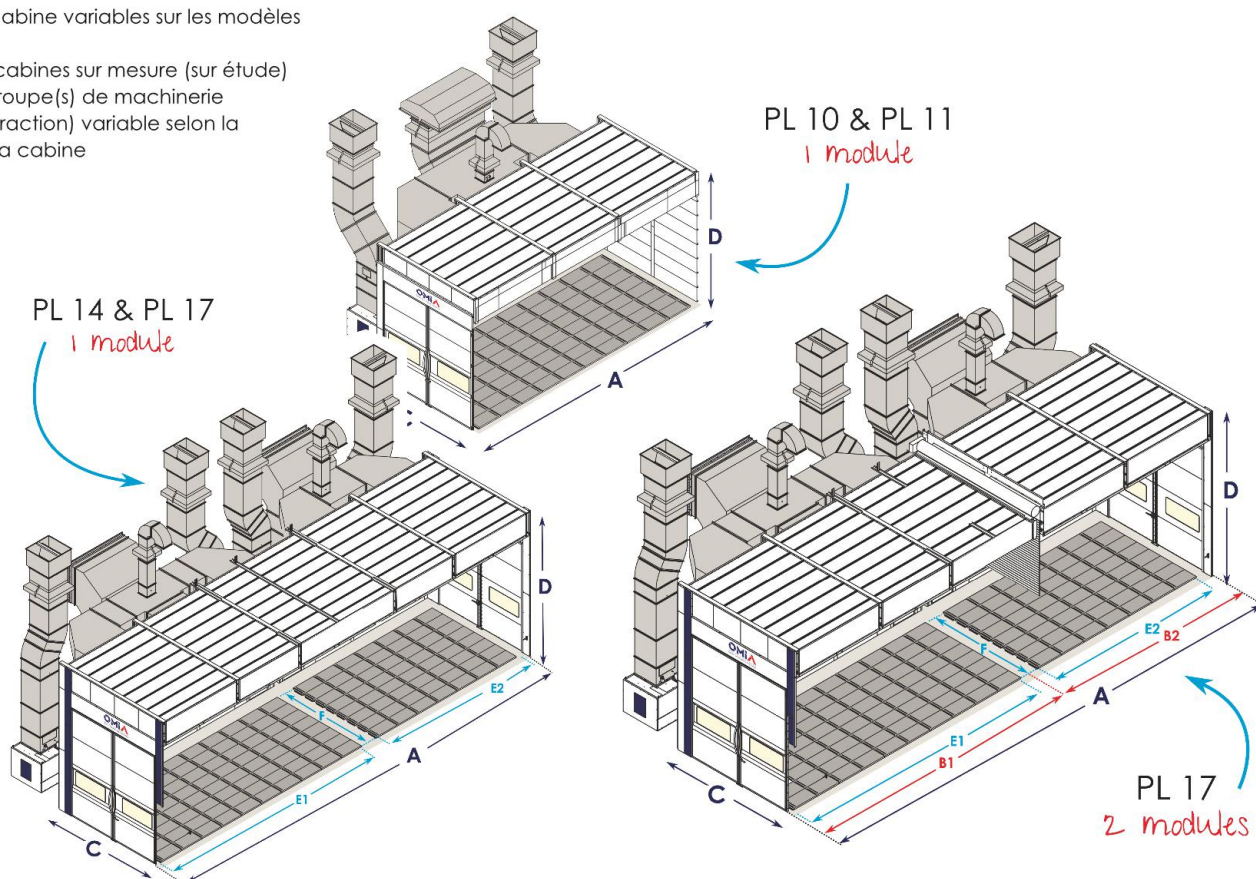 abine variables sur les modèles
cabines sur mesure (sur étude)
roupe(s) de machinerie
raction) variable selon la
a cabine
PL 10 & PL 11
1 module
D
OMIA
A
PL 14 & PL 17
1 module
D
E2
F
A
E1
OMIA
C
D
E2
B2
F
A
E1
B1
OMIA
C
PL 17
2 modules